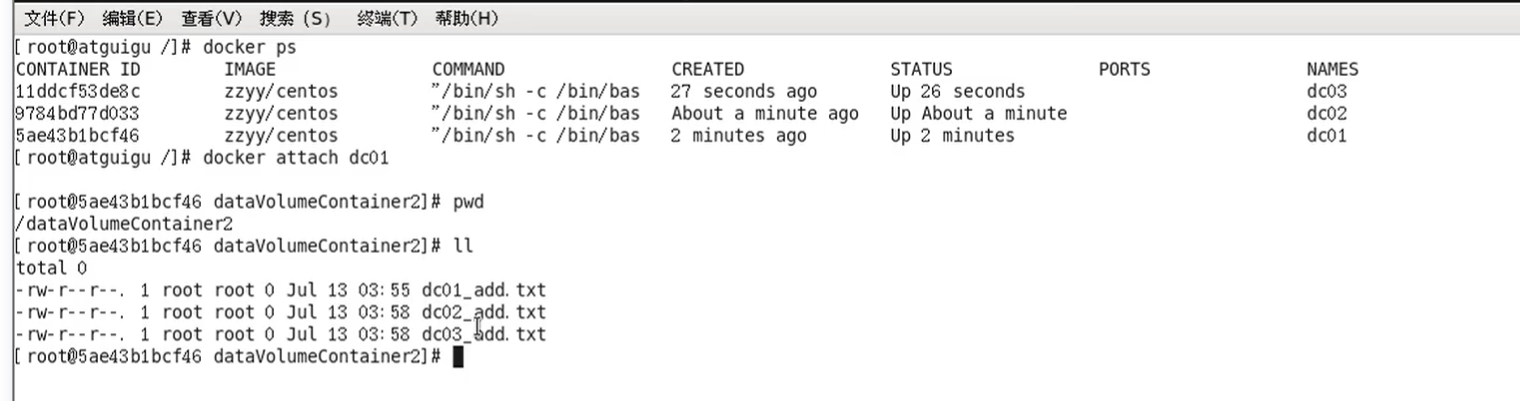 文件(F) 编辑(E) 查看(V) 搜索 (S) 终端(T) 帮助(H)
[root@atguigu /]# docker ps
CONTAINER ID IMAGE COMMAND CREATED STATUS PORTS NAMES
11ddcf53de8c zzyy/centos "/bin/sh -c /bin/bas 27 seconds ago Up 26 seconds dc03
9784bd77d033 zzyy/centos "/bin/sh -c /bin/bas About a minute ago Up About a minute dc02
5ae43b1bcf46 zzyy/centos "/bin/sh -c /bin/bas 2 minutes ago Up 2 minutes dc01
[root@atguigu /]# docker attach dc01
[root@5ae43b1bcf46 dataVolumeContainer2]# pwd
/dataVolumeContainer2
[root@5ae43b1bcf46 dataVolumeContainer2]# ll
total 0
-rw-r--r--. 1 root root 0 Jul 13 03:55 dc01_add.txt
-rw-r--r--. 1 root root 0 Jul 13 03:58 dc02_add.txt
-rw-r--r--. 1 root root 0 Jul 13 03:58 dc03_add.txt
[root@5ae43b1bcf46 dataVolumeContainer2]#